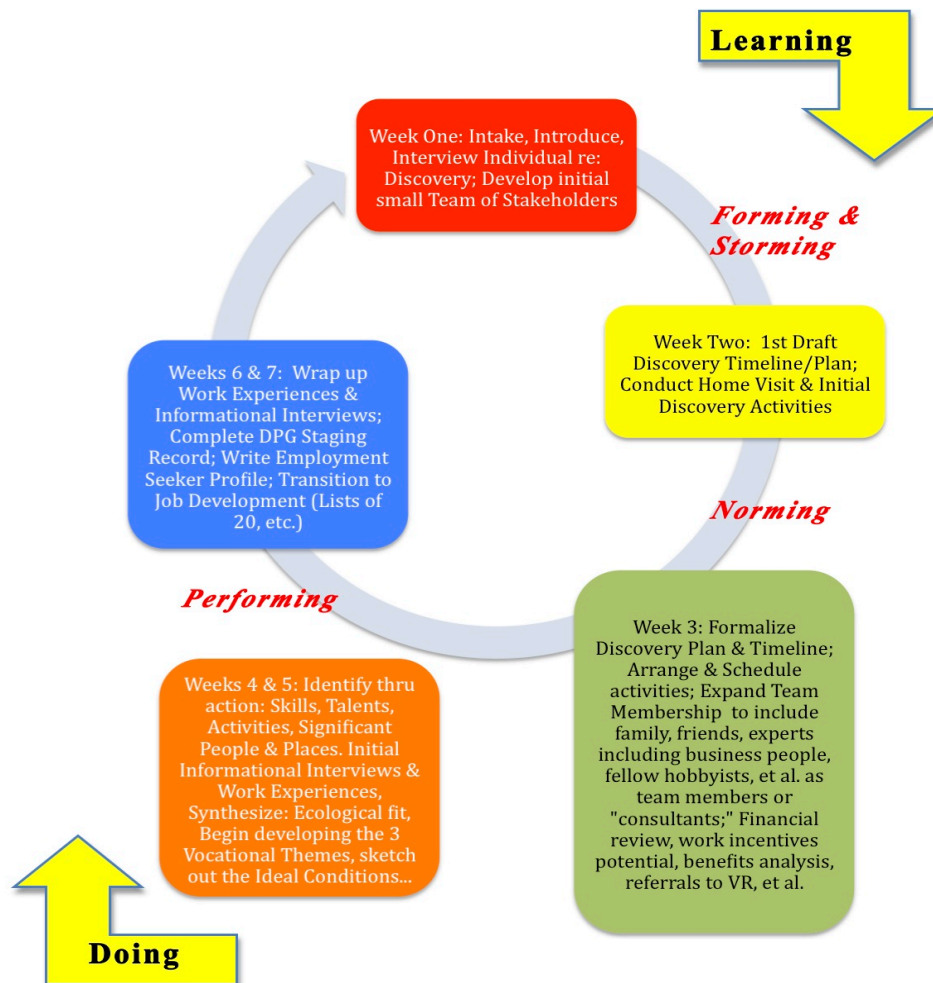 Learning
Week One: Intake, Introduce,
Interview Individual re:
Discovery; Develop initial
small Team of Stakeholders
Forming &
Storming
Week Two:  1st Draft
Discovery Timeline/Plan;
Conduct Home Visit & Initial
Discovery Activities
Norming
Week 3: Formalize
Discovery Plan & Timeline;
Arrange & Schedule
activities; Expand Team
Membership  to include
family, friends, experts
including business people,
fellow hobbyists, et al. as
team members or
"consultants;" Financial
review, work incentives
potential, benefits analysis,
referrals to VR, et al.
Performing
Weeks 4 & 5: Identify thru
action: Skills, Talents,
Activities, Significant
People & Places. Initial
Informational Interviews &
Work Experiences,
Synthesize: Ecological fit,
Begin developing the 3
Vocational Themes, sketch
out the Ideal Conditions...
Weeks 6 & 7:  Wrap up
Work Experiences &
Informational Interviews;
Complete DPG Staging
Record; Write Employment
Seeker Profile; Transition to
Job Development (Lists of
20, etc.)
Doing